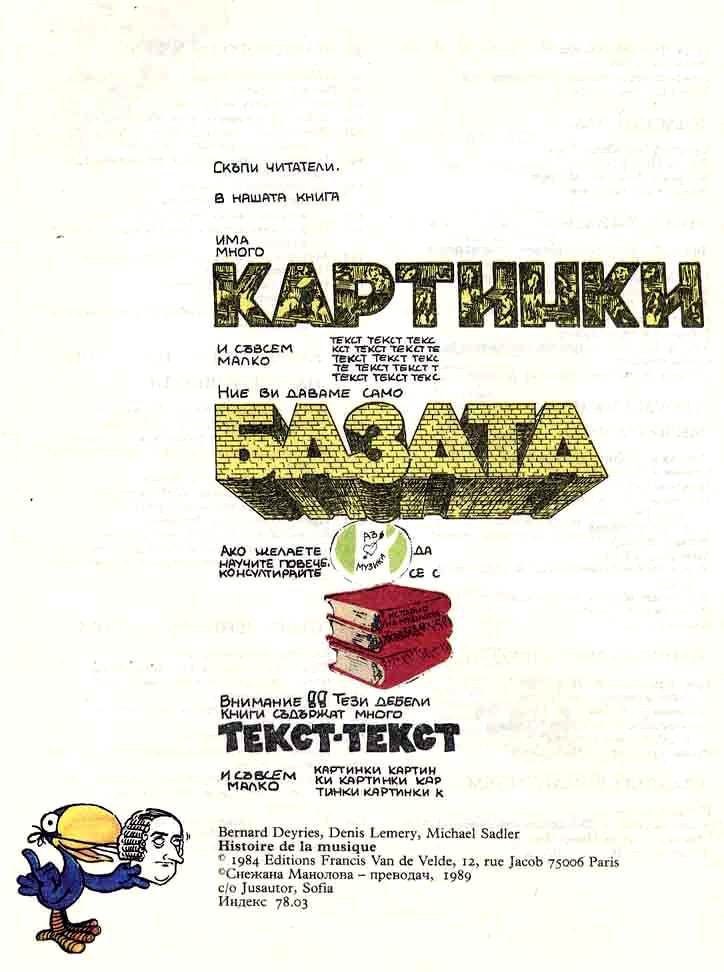 Скъпи читатели.
В нашата книга
има
много
КАРТИНКИ
и съвсем
малко
текст текст текс
кст текст текст те
текст текст текс
те текст текст т
текст текст текс
Ние ви даваме само
БАЗАТА
Ако желаете да
научите повече,
консултирайте се с
Аз
музика
история
на музиката
Внимание !! Тези дебели
книги съдържат много
ТЕКСТ-ТЕКСТ
и съвсем
малко
картинки картин
ки картинки кар
тинки картинки к
Bernard Deyries, Denis Lemery, Michael Sadler
Histoire de la musique
© 1984 Editions Francis Van de Velde, 12, rue Jacob 75006 Paris
©Снежана Манолова – преводач, 1989
c/o Jusautor, Sofia
Индекс 78.03